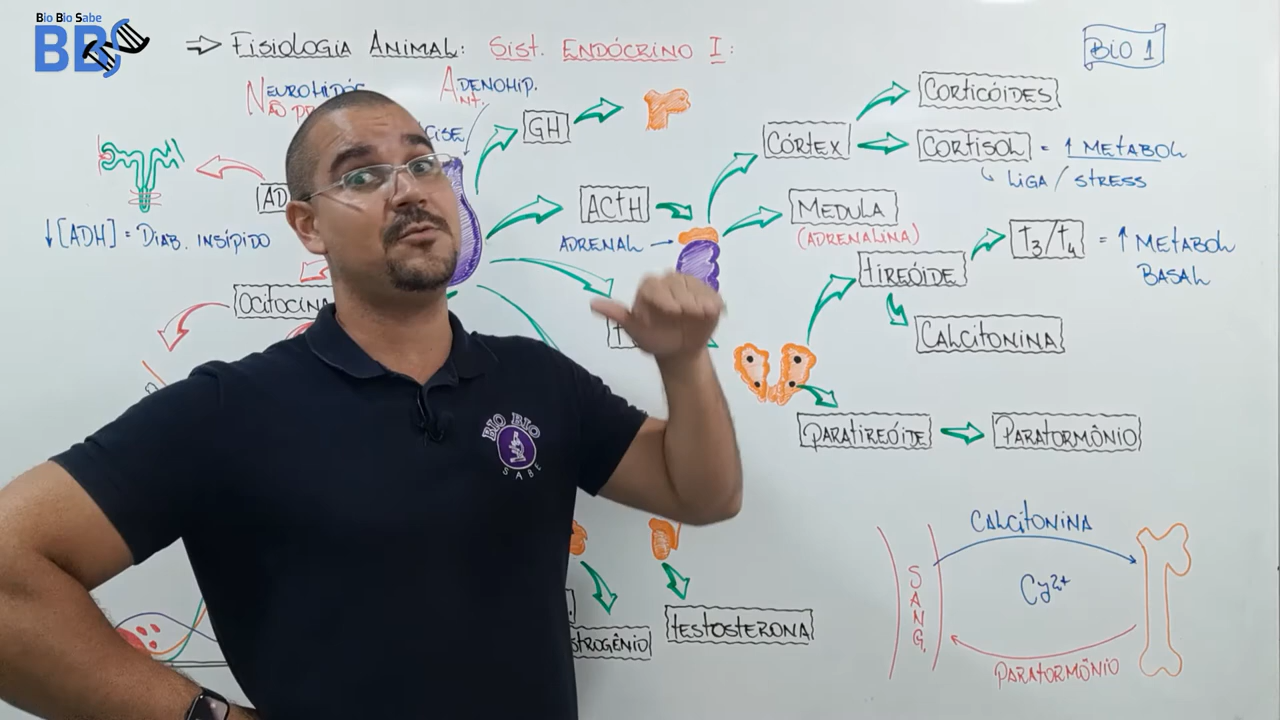 Bio Bio Sabe
BBS
⇒ Fisiologia Animal: Sist. Endócrino I:
Bio 1
Adenohip.
Ant.
GH
Córtex
Corticóides
Cortisol = ↑ Metabol
Liga / Stress
ACTH
Adrenal →
Medula
(Adrenalina)
↓[ADH] = Diab. Insípido
Ocitocina
Tireóide
T3/T4 = ↑ Metabol
Basal
Calcitonina
Paratireóide
Paratormônio
BIO BIO
SABE
Calcitonina
Sang.
Ca2+
Paratormônio
Testosterona